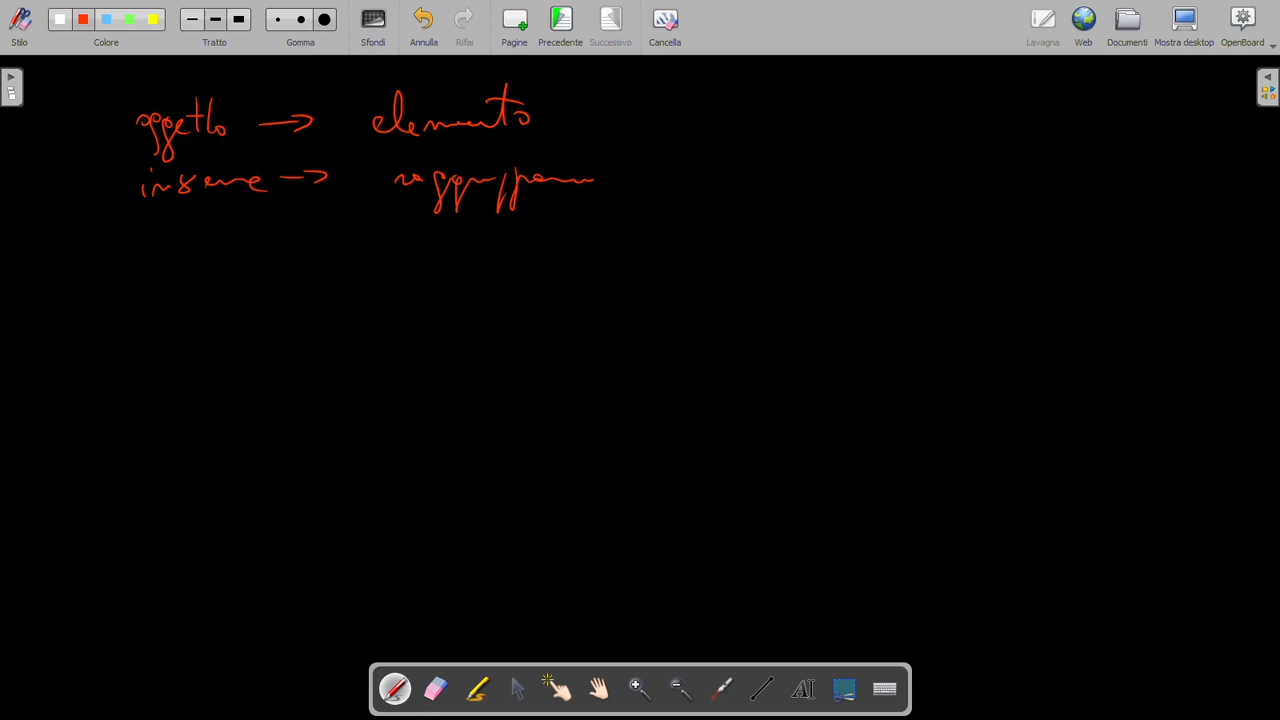 Stilo Colore Tratto Gomma Sfondi Annulla Rifai Pagine Precedente Successivo Cancella Lavagna Web Documenti Mostra desktop OpenBoard
oggetto → elemento
insieme →